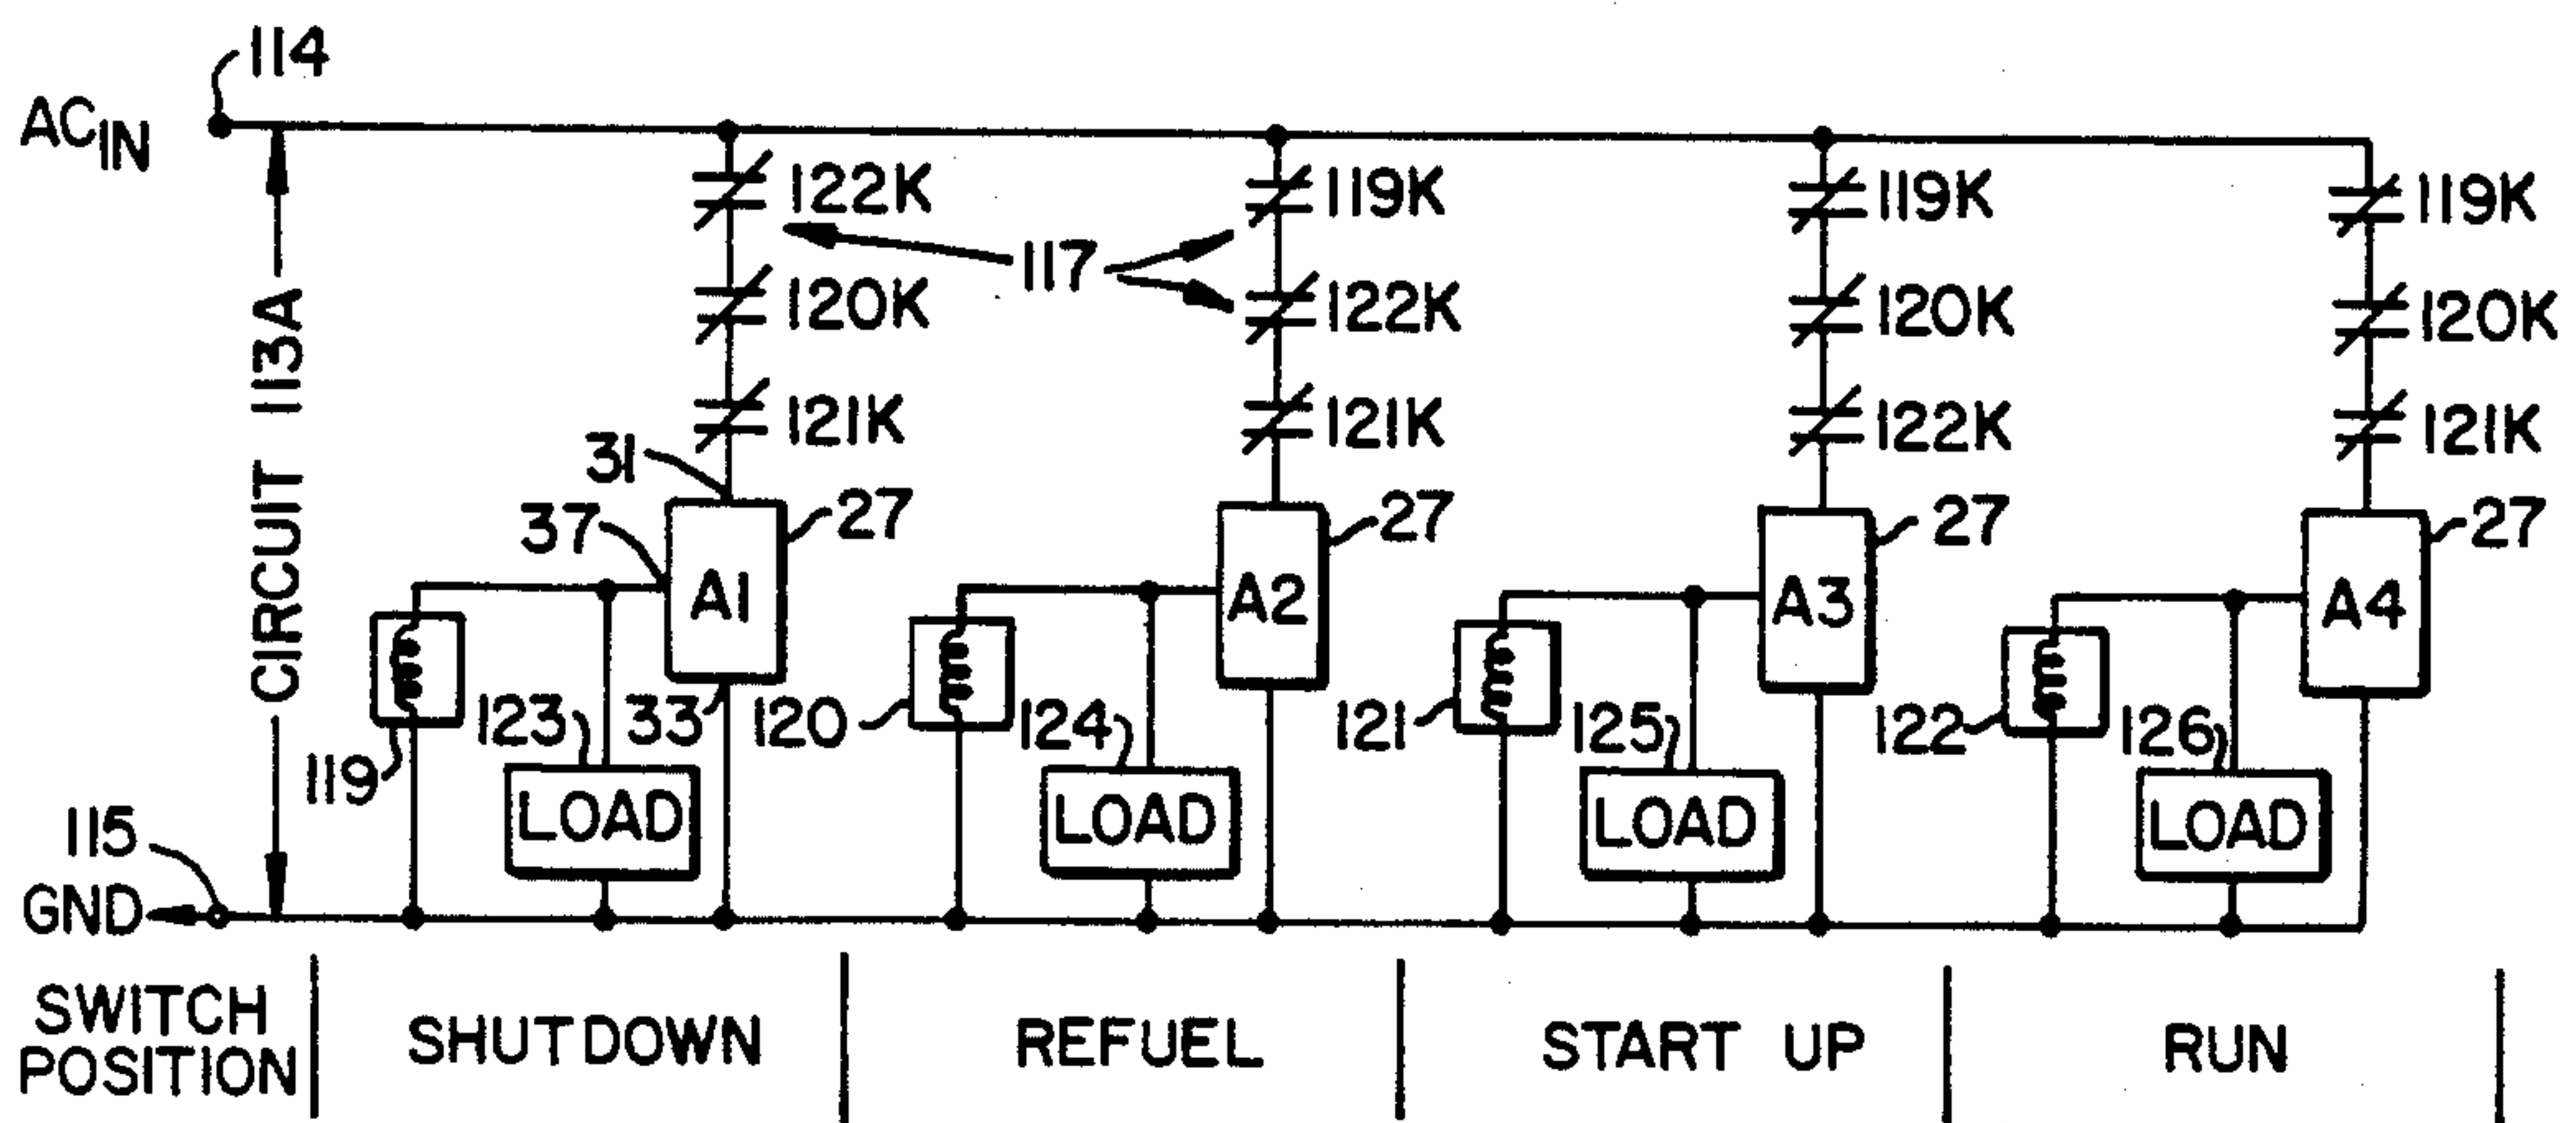 114
AC IN
122K
119K
119K
119K
117
120K
122K
120K
120K
121K
121K
122K
121K
CIRCUIT 113A
31
37
27
27
27
27
A1
A2
A3
A4
119
123
33
120
124
121
125
122
126
LOAD
LOAD
LOAD
LOAD
115
GND
SWITCH
POSITION
SHUTDOWN
REFUEL
START UP
RUN